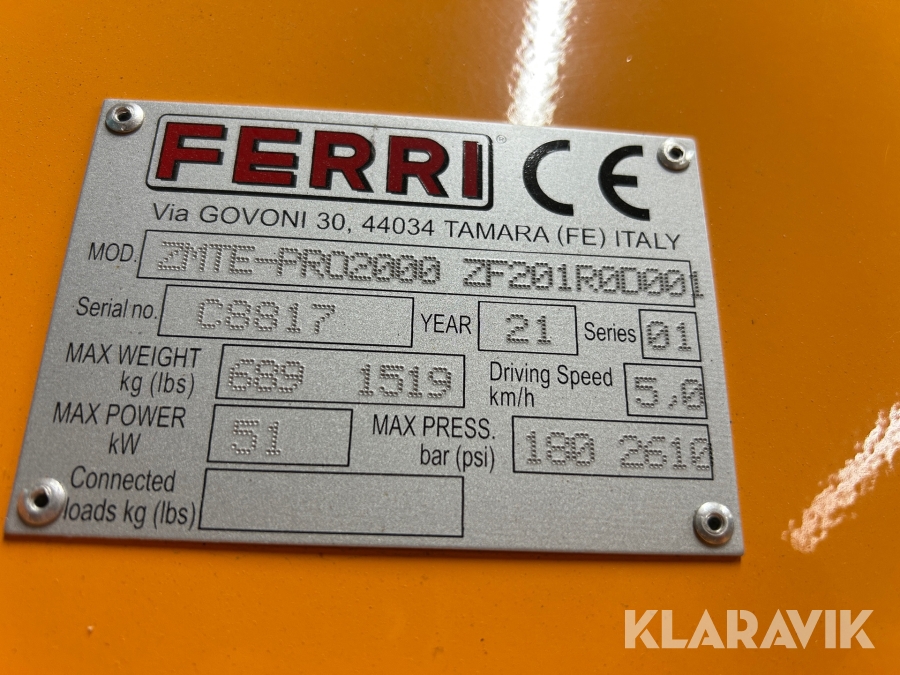 FERRI® CE
Via GOVONI 30, 44034 TAMARA (FE) ITALY
MOD. ZMTE-PRO2000 ZF201R0D001
Serial no. C8817 YEAR 21 Series 01
MAX WEIGHT kg (lbs) 689 1519 Driving Speed km/h 5,0
MAX POWER kW 51 MAX PRESS. bar (psi) 180 2610
Connected loads kg (lbs)
KLARAVIK